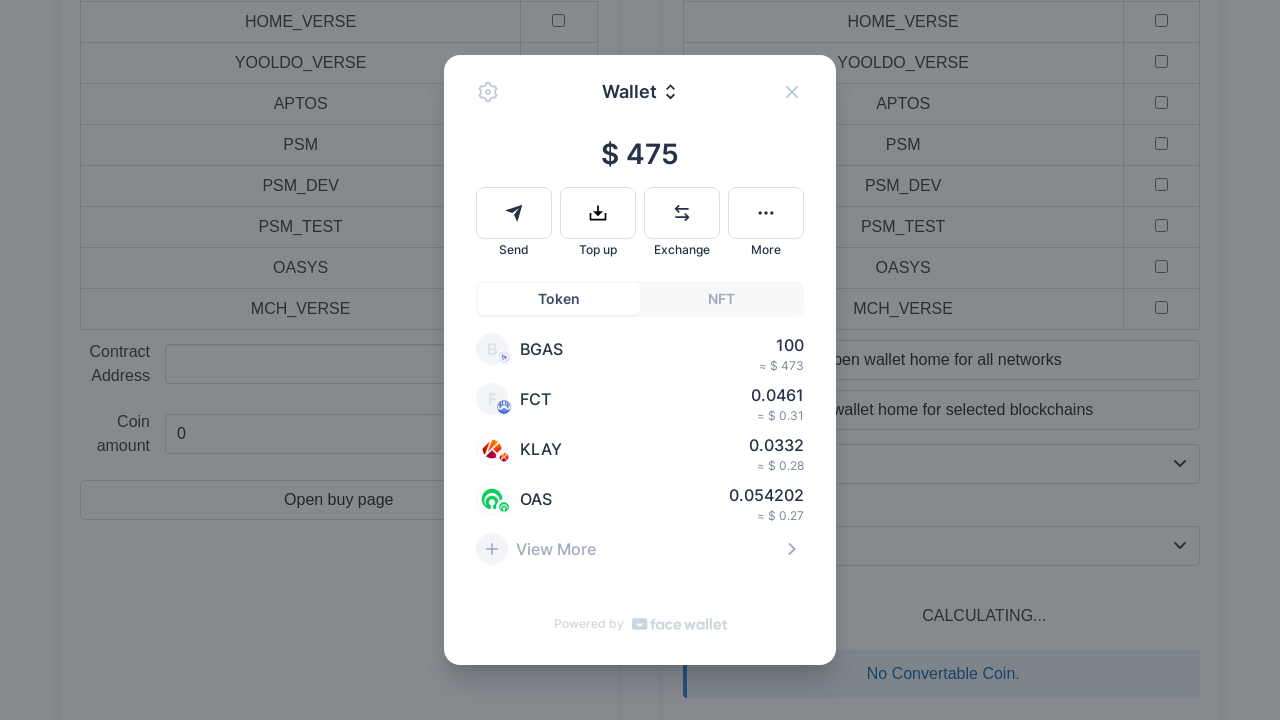 HOME_VERSE
HOME_VERSE
YOOLDO_VERSE
YOOLDO_VERSE
APTOS
APTOS
PSM
PSM
PSM_DEV
PSM_DEV
PSM_TEST
PSM_TEST
OASYS
OASYS
MCH_VERSE
MCH_VERSE
Contract
Address
Coin
amount
0
Open buy page
pen wallet home for all networks
wallet home for selected blockchains
CALCULATING...
No Convertable Coin.
Wallet
$ 475
Send
Top up
Exchange
More
Token
NFT
B
BGAS
100
≈ $ 473
F
FCT
0.0461
≈ $ 0.31
KLAY
0.0332
≈ $ 0.28
OAS
0.054202
≈ $ 0.27
View More
Powered by
face wallet